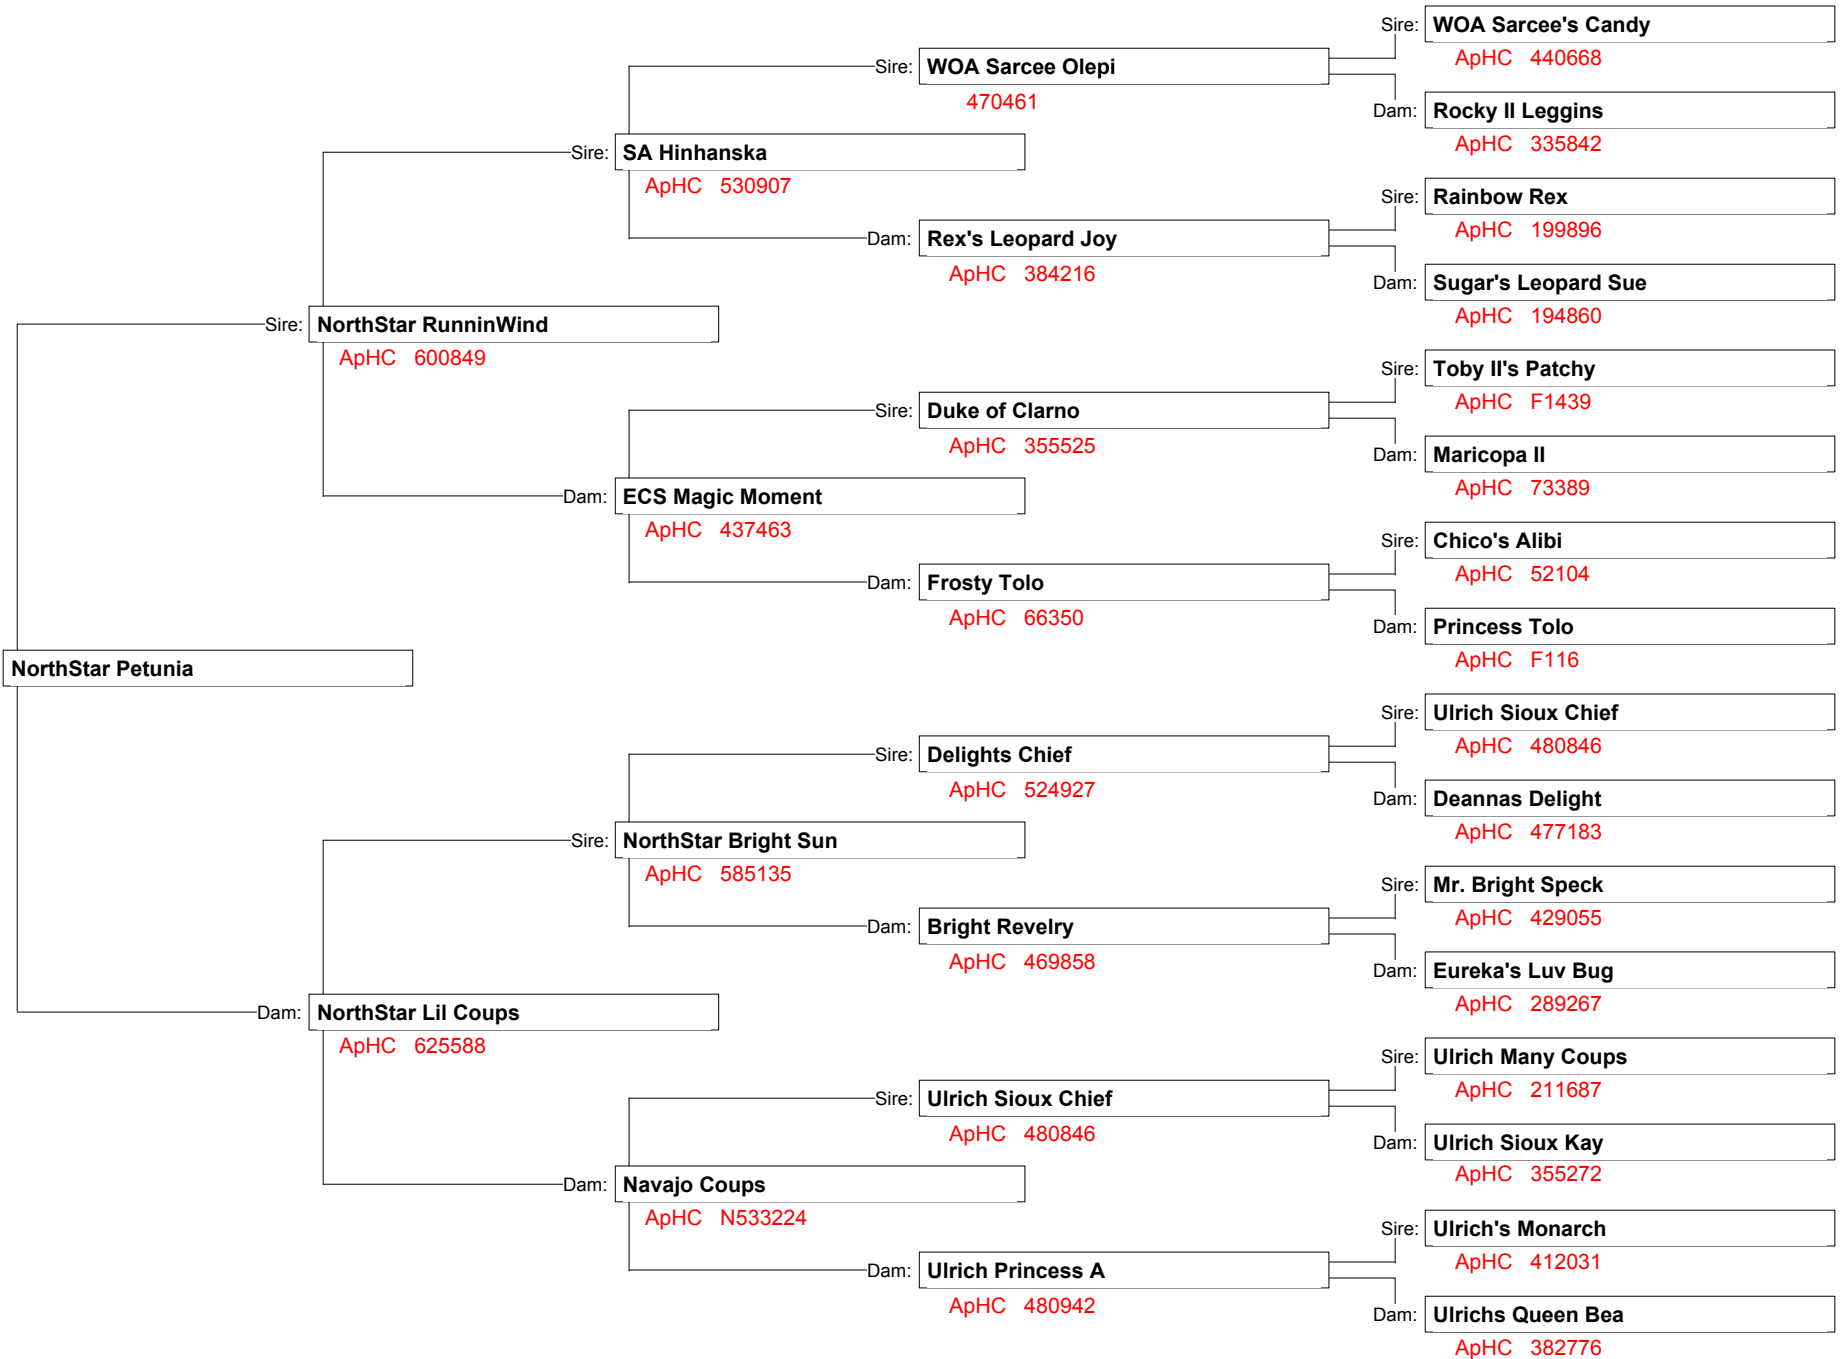 Sire: WOA Sarcee's Candy
ApHC 440668
Sire: WOA Sarcee Olepi
470461
Dam: Rocky II Leggins
ApHC 335842
Sire: SA Hinhanska
ApHC 530907
Sire: Rainbow Rex
ApHC 199896
Dam: Rex's Leopard Joy
ApHC 384216
Dam: Sugar's Leopard Sue
ApHC 194860
Sire: NorthStar RunninWind
ApHC 600849
Sire: Toby II's Patchy
ApHC F1439
Sire: Duke of Clarno
ApHC 355525
Dam: Maricopa II
ApHC 73389
Dam: ECS Magic Moment
ApHC 437463
Sire: Chico's Alibi
ApHC 52104
Dam: Frosty Tolo
ApHC 66350
Dam: Princess Tolo
ApHC F116
NorthStar Petunia
Sire: Ulrich Sioux Chief
ApHC 480846
Sire: Delights Chief
ApHC 524927
Dam: Deannas Delight
ApHC 477183
Sire: NorthStar Bright Sun
ApHC 585135
Sire: Mr. Bright Speck
ApHC 429055
Dam: Bright Revelry
ApHC 469858
Dam: Eureka's Luv Bug
ApHC 289267
Dam: NorthStar Lil Coups
ApHC 625588
Sire: Ulrich Many Coups
ApHC 211687
Sire: Ulrich Sioux Chief
ApHC 480846
Dam: Ulrich Sioux Kay
ApHC 355272
Dam: Navajo Coups
ApHC N533224
Sire: Ulrich's Monarch
ApHC 412031
Dam: Ulrich Princess A
ApHC 480942
Dam: Ulrichs Queen Bea
ApHC 382776